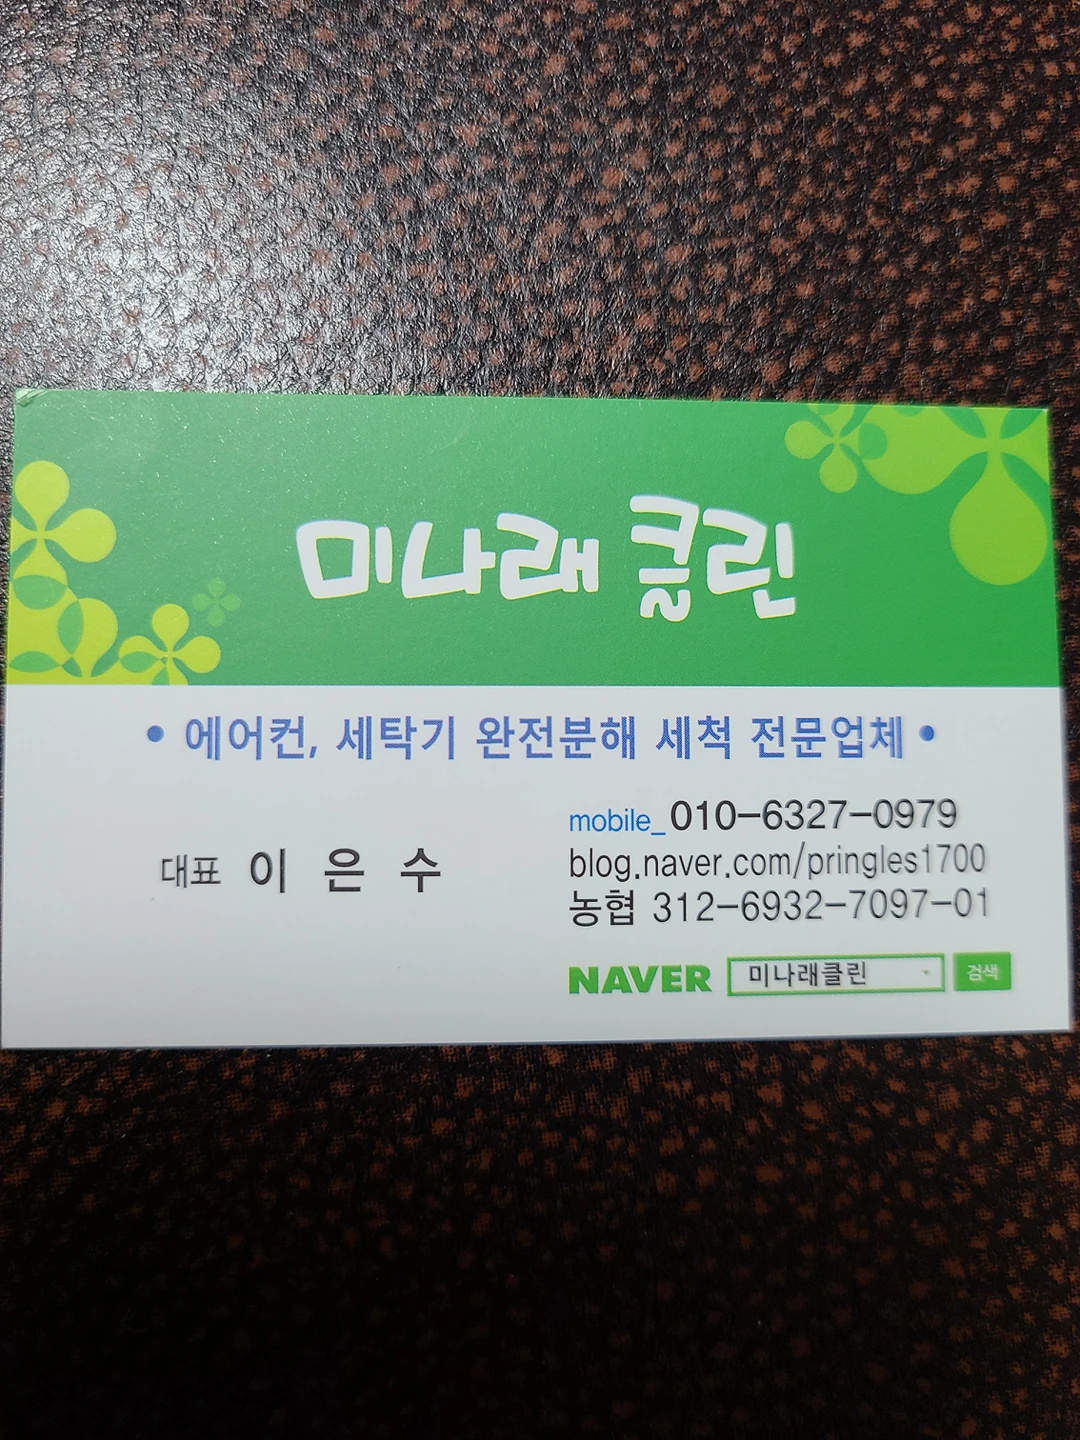 미나래 클린
• 에어컨, 세탁기 완전분해 세척 전문업체 •
대표 이 은 수
mobile_010-6327-0979
blog.naver.com/pringles1700
농협 312-6932-7097-01
NAVER 미나래클린 검색